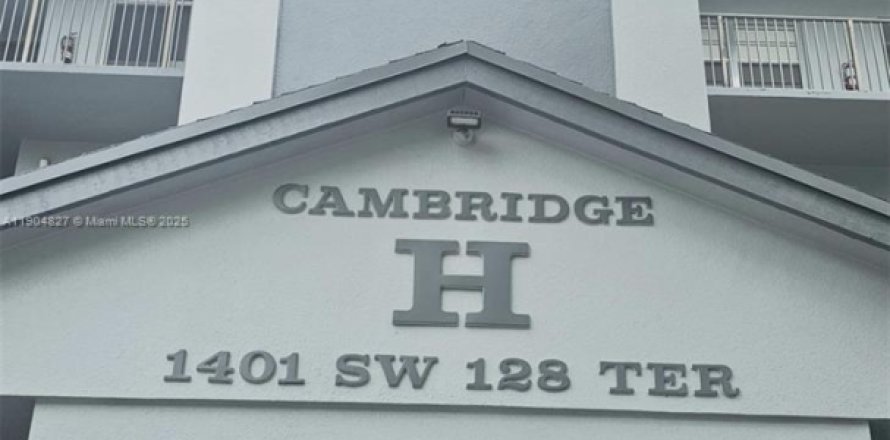 CAMBRIDGE
A11904827 © Miami MLS® 2025
H
1401 SW 128 TER